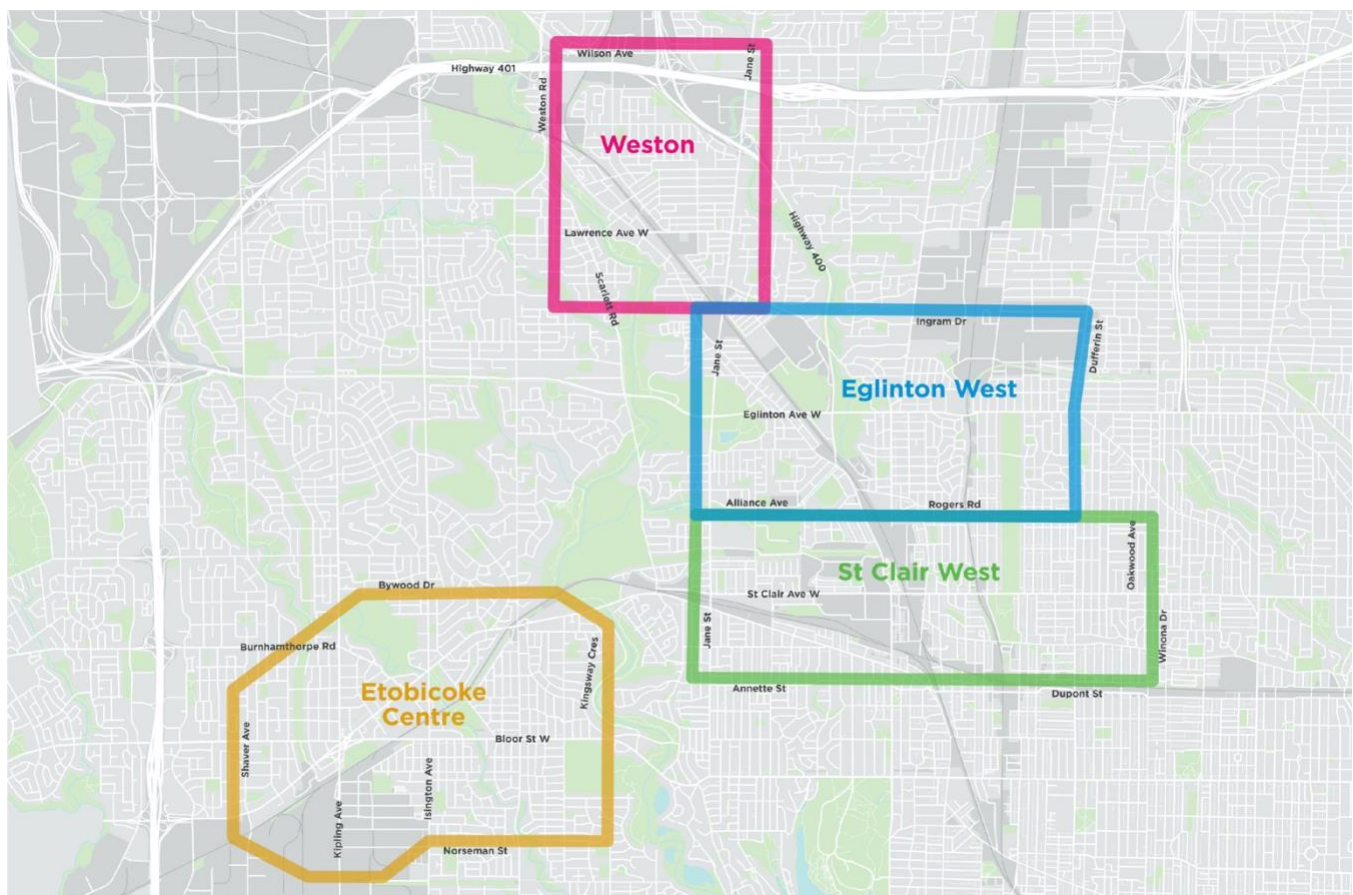 Wilson Ave
Highway 401
Jane St
Weston Rd
Weston
Lawrence Ave W
Highway 400
Scarlett Rd
Ingram Dr
Dufferin St
Jane St
Eglinton West
Eglinton Ave W
Alliance Ave
Rogers Rd
Oakwood Ave
St Clair West
St Clair Ave W
Bywood Dr
Jane St
Winona Dr
Burnhamthorpe Rd
Kingsway Cres
Annette St
Dupont St
Etobicoke
Centre
Bloor St W
Shaver Ave
Islington Ave
Kipling Ave
Norseman St